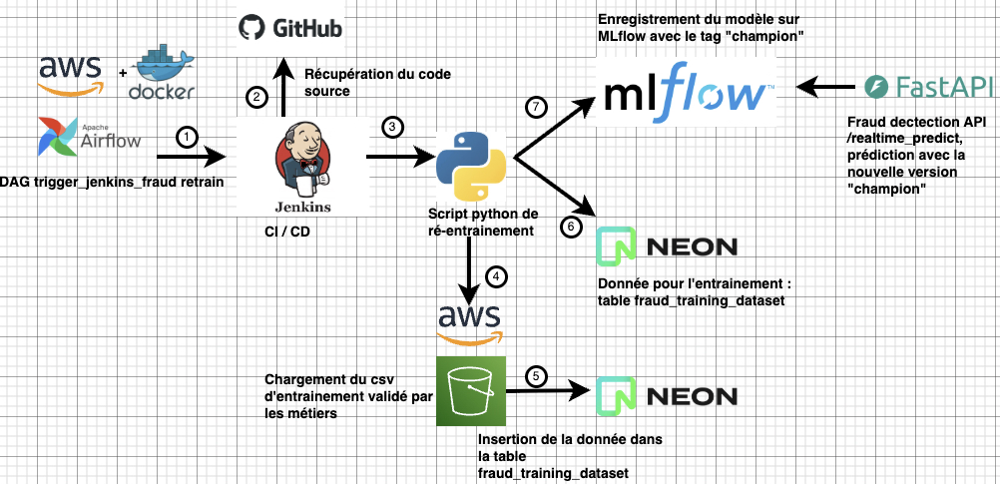 GitHub
aws
+
docker
2
Récupération du code
source
Apache
Airflow
1
DAG trigger_jenkins_fraud retrain
Jenkins
CI / CD
3
Script python de
ré-entrainement
Enregistrement du modèle sur
MLflow avec le tag "champion"
7
mlflow™
FastAPI
Fraud dectection API
/realtime_predict,
prédiction avec la
nouvelle version
"champion"
6
NEON
Donnée pour l'entrainement :
table fraud_training_dataset
4
aws
Chargement du csv
d'entrainement validé par
les métiers
5
NEON
Insertion de la donnée dans
la table
fraud_training_dataset